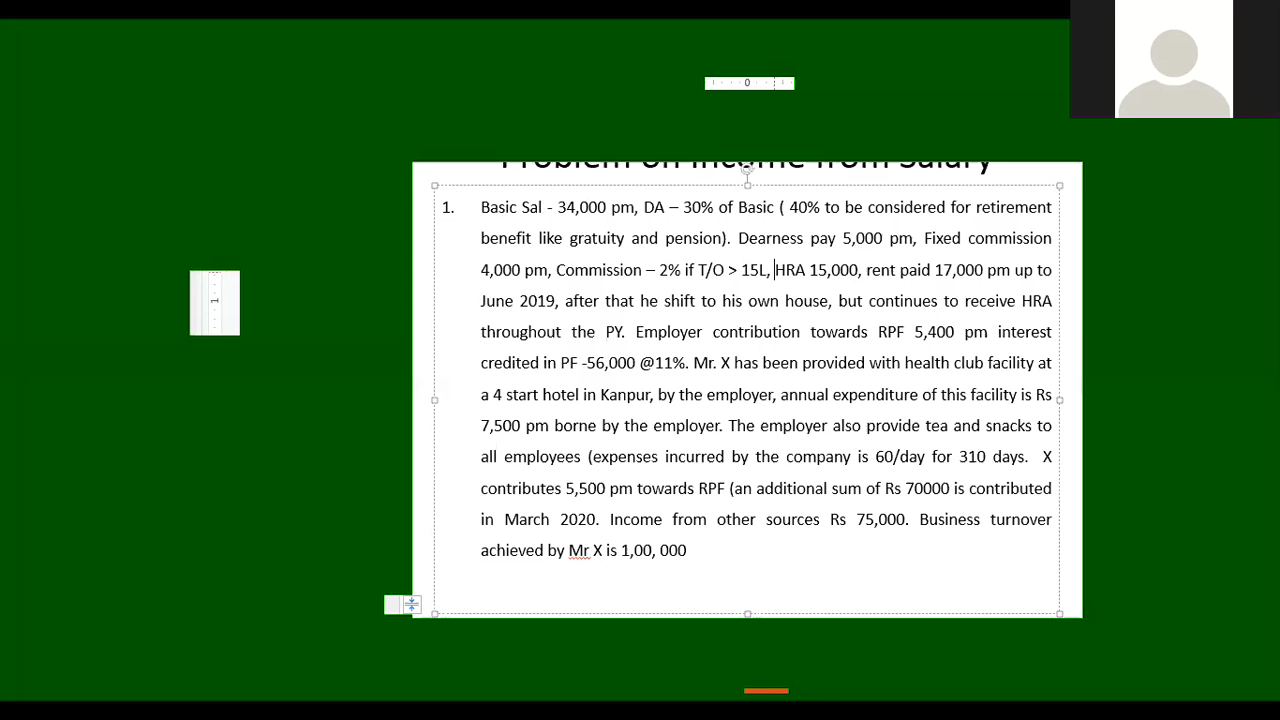 0
Problem on Income from Salary
1. Basic Sal - 34,000 pm, DA – 30% of Basic ( 40% to be considered for retirement
benefit like gratuity and pension). Dearness pay 5,000 pm, Fixed commission
4,000 pm, Commission – 2% if T/O > 15L, HRA 15,000, rent paid 17,000 pm up to
June 2019, after that he shift to his own house, but continues to receive HRA
throughout the PY. Employer contribution towards RPF 5,400 pm interest
credited in PF -56,000 @11%. Mr. X has been provided with health club facility at
a 4 start hotel in Kanpur, by the employer, annual expenditure of this facility is Rs
7,500 pm borne by the employer. The employer also provide tea and snacks to
all employees (expenses incurred by the company is 60/day for 310 days. X
contributes 5,500 pm towards RPF (an additional sum of Rs 70000 is contributed
in March 2020. Income from other sources Rs 75,000. Business turnover
achieved by Mr X is 1,00, 000
1